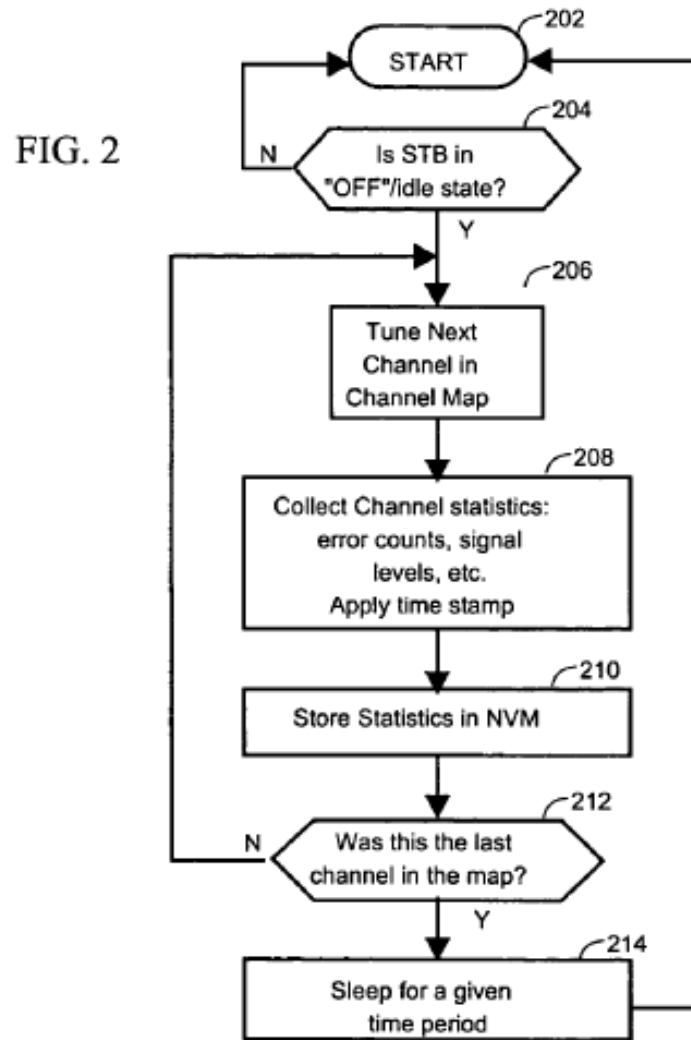 202
START
204
FIG. 2
N
Is STB in
"OFF"/idle state?
Y
206
Tune Next
Channel in
Channel Map
208
Collect Channel statistics:
error counts, signal
levels, etc.
Apply time stamp
210
Store Statistics in NVM
212
N
Was this the last
channel in the map?
Y
214
Sleep for a given
time period